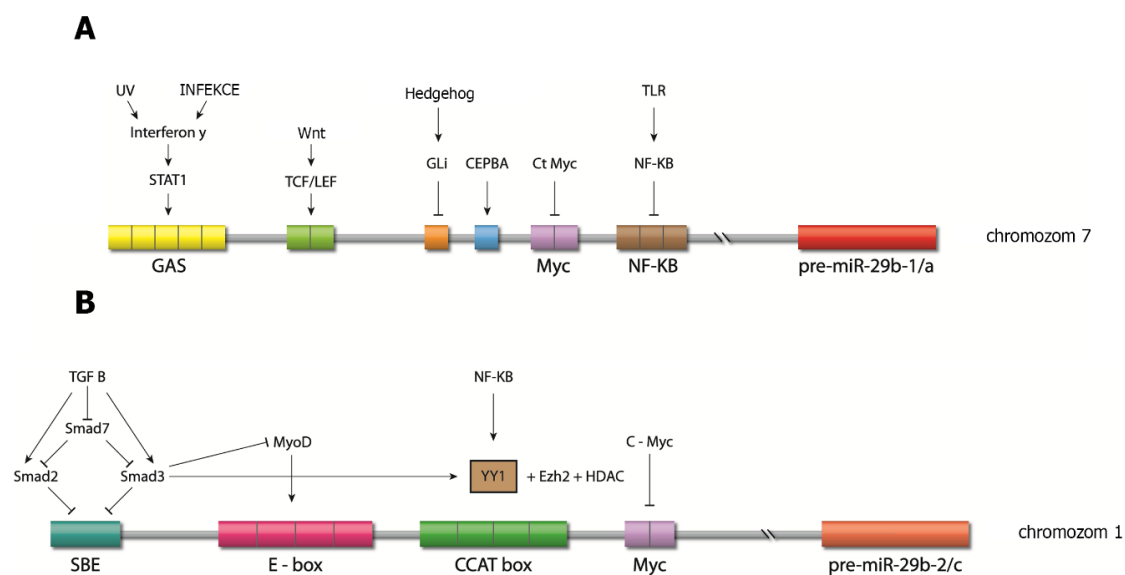 A
UV INFEKCE
Interferon y
STAT1
GAS
Wnt
TCF/LEF
Hedgehog
GLi
CEPBA
Ct Myc
Myc
TLR
NF-KB
NF-KB
pre-miR-29b-1/a
chromozom 7
B
TGF B
Smad7
Smad2 Smad3
SBE
MyoD
E - box
NF-KB
YY1 + Ezh2 + HDAC
CCAT box
C - Myc
Myc
pre-miR-29b-2/c
chromozom 1